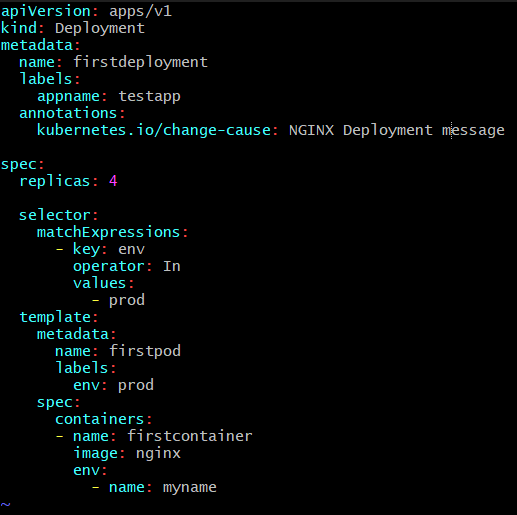 apiVersion: apps/v1
kind: Deployment
metadata:
  name: firstdeployment
  labels:
    appname: testapp
  annotations:
    kubernetes.io/change-cause: NGINX Deployment message

spec:
  replicas: 4

  selector:
    matchExpressions:
      - key: env
        operator: In
        values:
          - prod
  template:
    metadata:
      name: firstpod
      labels:
        env: prod
    spec:
      containers:
      - name: firstcontainer
        image: nginx
        env:
          - name: myname
~